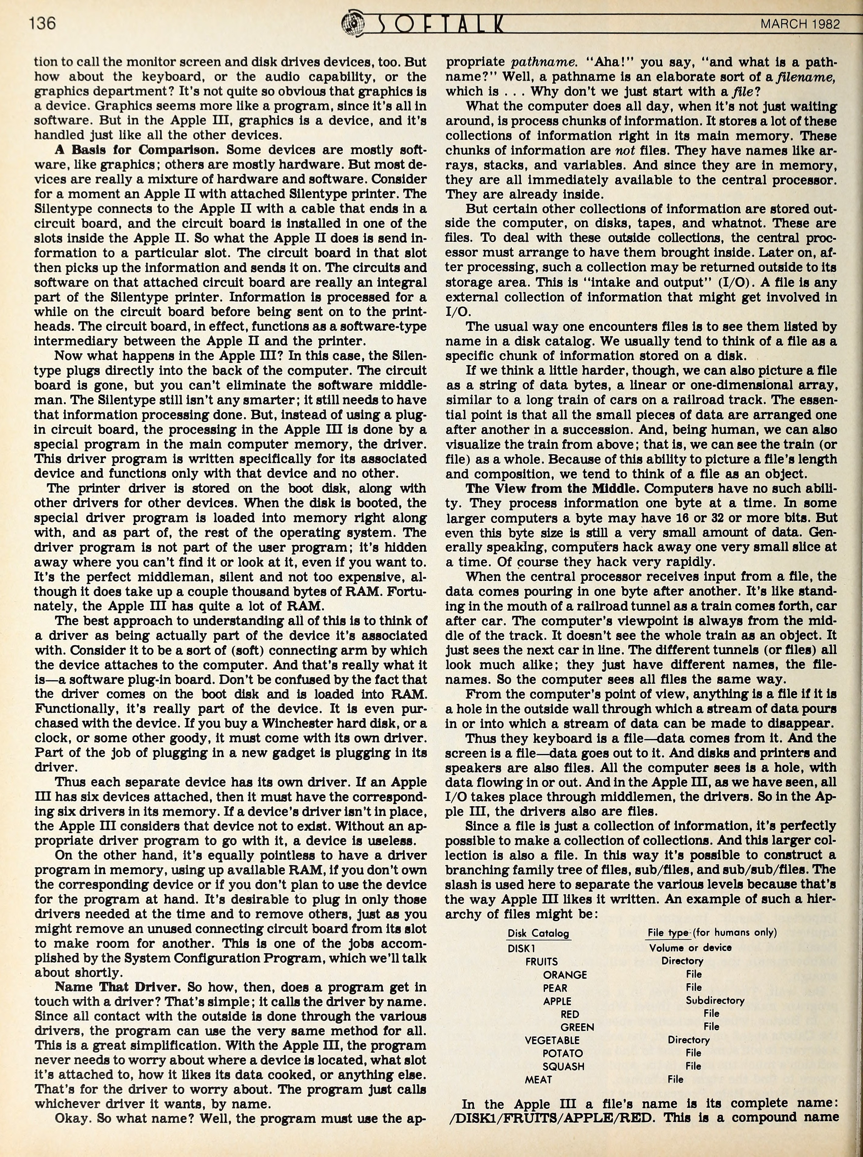 136
SOFTALK
MARCH 1982
tion to call the monitor screen and disk drives devices, too. But
how about the keyboard, or the audio capability, or the
graphics department? It's not quite so obvious that graphics is
a device. Graphics seems more like a program, since it's all in
software. But in the Apple III, graphics is a device, and it's
handled just like all the other devices.
A Basis for Comparison. Some devices are mostly soft-
ware, like graphics; others are mostly hardware. But most de-
vices are really a mixture of hardware and software. Consider
for a moment an Apple II with attached Silentype printer. The
Silentype connects to the Apple II with a cable that ends in a
circuit board, and the circuit board is installed in one of the
slots inside the Apple II. So what the Apple II does is send in-
formation to a particular slot. The circuit board in that slot
then picks up the information and sends it on. The circuits and
software on that attached circuit board are really an integral
part of the Silentype printer. Information is processed for a
while on the circuit board before being sent on to the print-
heads. The circuit board, in effect, functions as a software-type
intermediary between the Apple II and the printer.
Now what happens in the Apple III? In this case, the Silen-
type plugs directly into the back of the computer. The circuit
board is gone, but you can't eliminate the software middle-
man. The Silentype still isn't any smarter; it still needs to have
that information processing done. But, instead of using a plug-
in circuit board, the processing in the Apple III is done by a
special program in the main computer memory, the driver.
This driver program is written specifically for its associated
device and functions only with that device and no other.
The printer driver is stored on the boot disk, along with
other drivers for other devices. When the disk is booted, the
special driver program is loaded into memory right along
with, and as part of, the rest of the operating system. The
driver program is not part of the user program; it's hidden
away where you can't find it or look at it, even if you want to.
It's the perfect middleman, silent and not too expensive, al-
though it does take up a couple thousand bytes of RAM. Fortu-
nately, the Apple III has quite a lot of RAM.
The best approach to understanding all of this is to think of
a driver as being actually part of the device it's associated
with. Consider it to be a sort of (soft) connecting arm by which
the device attaches to the computer. And that's really what it
is—a software plug-in board. Don't be confused by the fact that
the driver comes on the boot disk and is loaded into RAM.
Functionally, it's really part of the device. It is even pur-
chased with the device. If you buy a Winchester hard disk, or a
clock, or some other goody, it must come with its own driver.
Part of the job of plugging in a new gadget is plugging in its
driver.
Thus each separate device has its own driver. If an Apple
III has six devices attached, then it must have the correspond-
ing six drivers in its memory. If a device's driver isn't in place,
the Apple III considers that device not to exist. Without an ap-
propriate driver program to go with it, a device is useless.
On the other hand, it's equally pointless to have a driver
program in memory, using up available RAM, if you don't own
the corresponding device or if you don't plan to use the device
for the program at hand. It's desirable to plug in only those
drivers needed at the time and to remove others, just as you
might remove an unused connecting circuit board from its slot
to make room for another. This is one of the jobs accom-
plished by the System Configuration Program, which we'll talk
about shortly.
Name That Driver. So how, then, does a program get in
touch with a driver? That's simple; it calls the driver by name.
Since all contact with the outside is done through the various
drivers, the program can use the very same method for all.
This is a great simplification. With the Apple III, the program
never needs to worry about where a device is located, what slot
it's attached to, how it likes its data cooked, or anything else.
That's for the driver to worry about. The program just calls
whichever driver it wants, by name.
Okay. So what name? Well, the program must use the ap-
propriate pathname. "Aha!" you say, "and what is a path-
name?" Well, a pathname is an elaborate sort of a filename,
which is . . . Why don't we just start with a file?
What the computer does all day, when it's not just waiting
around, is process chunks of information. It stores a lot of these
collections of information right in its main memory. These
chunks of information are not files. They have names like ar-
rays, stacks, and variables. And since they are in memory,
they are all immediately available to the central processor.
They are already inside.
But certain other collections of information are stored out-
side the computer, on disks, tapes, and whatnot. These are
files. To deal with these outside collections, the central proc-
essor must arrange to have them brought inside. Later on, af-
ter processing, such a collection may be returned outside to its
storage area. This is "intake and output" (I/O). A file is any
external collection of information that might get involved in
I/O.
The usual way one encounters files is to see them listed by
name in a disk catalog. We usually tend to think of a file as a
specific chunk of information stored on a disk.
If we think a little harder, though, we can also picture a file
as a string of data bytes, a linear or one-dimensional array,
similar to a long train of cars on a railroad track. The essen-
tial point is that all the small pieces of data are arranged one
after another in a succession. And, being human, we can also
visualize the train from above; that is, we can see the train (or
file) as a whole. Because of this ability to picture a file's length
and composition, we tend to think of a file as an object.
The View from the Middle. Computers have no such abili-
ty. They process information one byte at a time. In some
larger computers a byte may have 16 or 32 or more bits. But
even this byte size is still a very small amount of data. Gen-
erally speaking, computers hack away one very small slice at
a time. Of course they hack very rapidly.
When the central processor receives input from a file, the
data comes pouring in one byte after another. It's like stand-
ing in the mouth of a railroad tunnel as a train comes forth, car
after car. The computer's viewpoint is always from the mid-
dle of the track. It doesn't see the whole train as an object. It
just sees the next car in line. The different tunnels (or files) all
look much alike; they just have different names, the file-
names. So the computer sees all files the same way.
From the computer's point of view, anything is a file if it is
a hole in the outside wall through which a stream of data pours
in or into which a stream of data can be made to disappear.
Thus they keyboard is a file—data comes from it. And the
screen is a file—data goes out to it. And disks and printers and
speakers are also files. All the computer sees is a hole, with
data flowing in or out. And in the Apple III, as we have seen, all
I/O takes place through middlemen, the drivers. So in the Ap-
ple III, the drivers also are files.
Since a file is just a collection of information, it's perfectly
possible to make a collection of collections. And this larger col-
lection is also a file. In this way it's possible to construct a
branching family tree of files, sub/files, and sub/sub/files. The
slash is used here to separate the various levels because that's
the way Apple III likes it written. An example of such a hier-
archy of files might be:
Disk Catalog File type (for humans only)
DISK1 Volume or device
FRUITS Directory
ORANGE File
PEAR File
APPLE Subdirectory
RED File
GREEN File
VEGETABLE Directory
POTATO File
SQUASH File
MEAT File
In the Apple III a file's name is its complete name:
/DISK1/FRUITS/APPLE/RED. This is a compound name